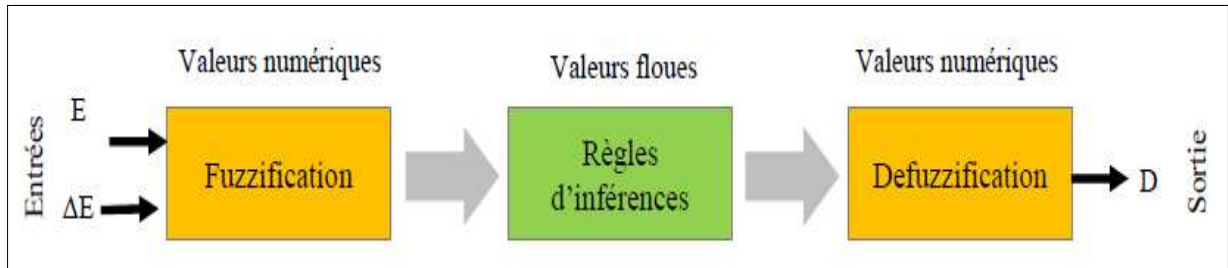 Valeurs numériques
Valeurs floues
Valeurs numériques
Entrées
E
ΔE
Fuzzification
Règles
d'inférences
Defuzzification
D
Sortie